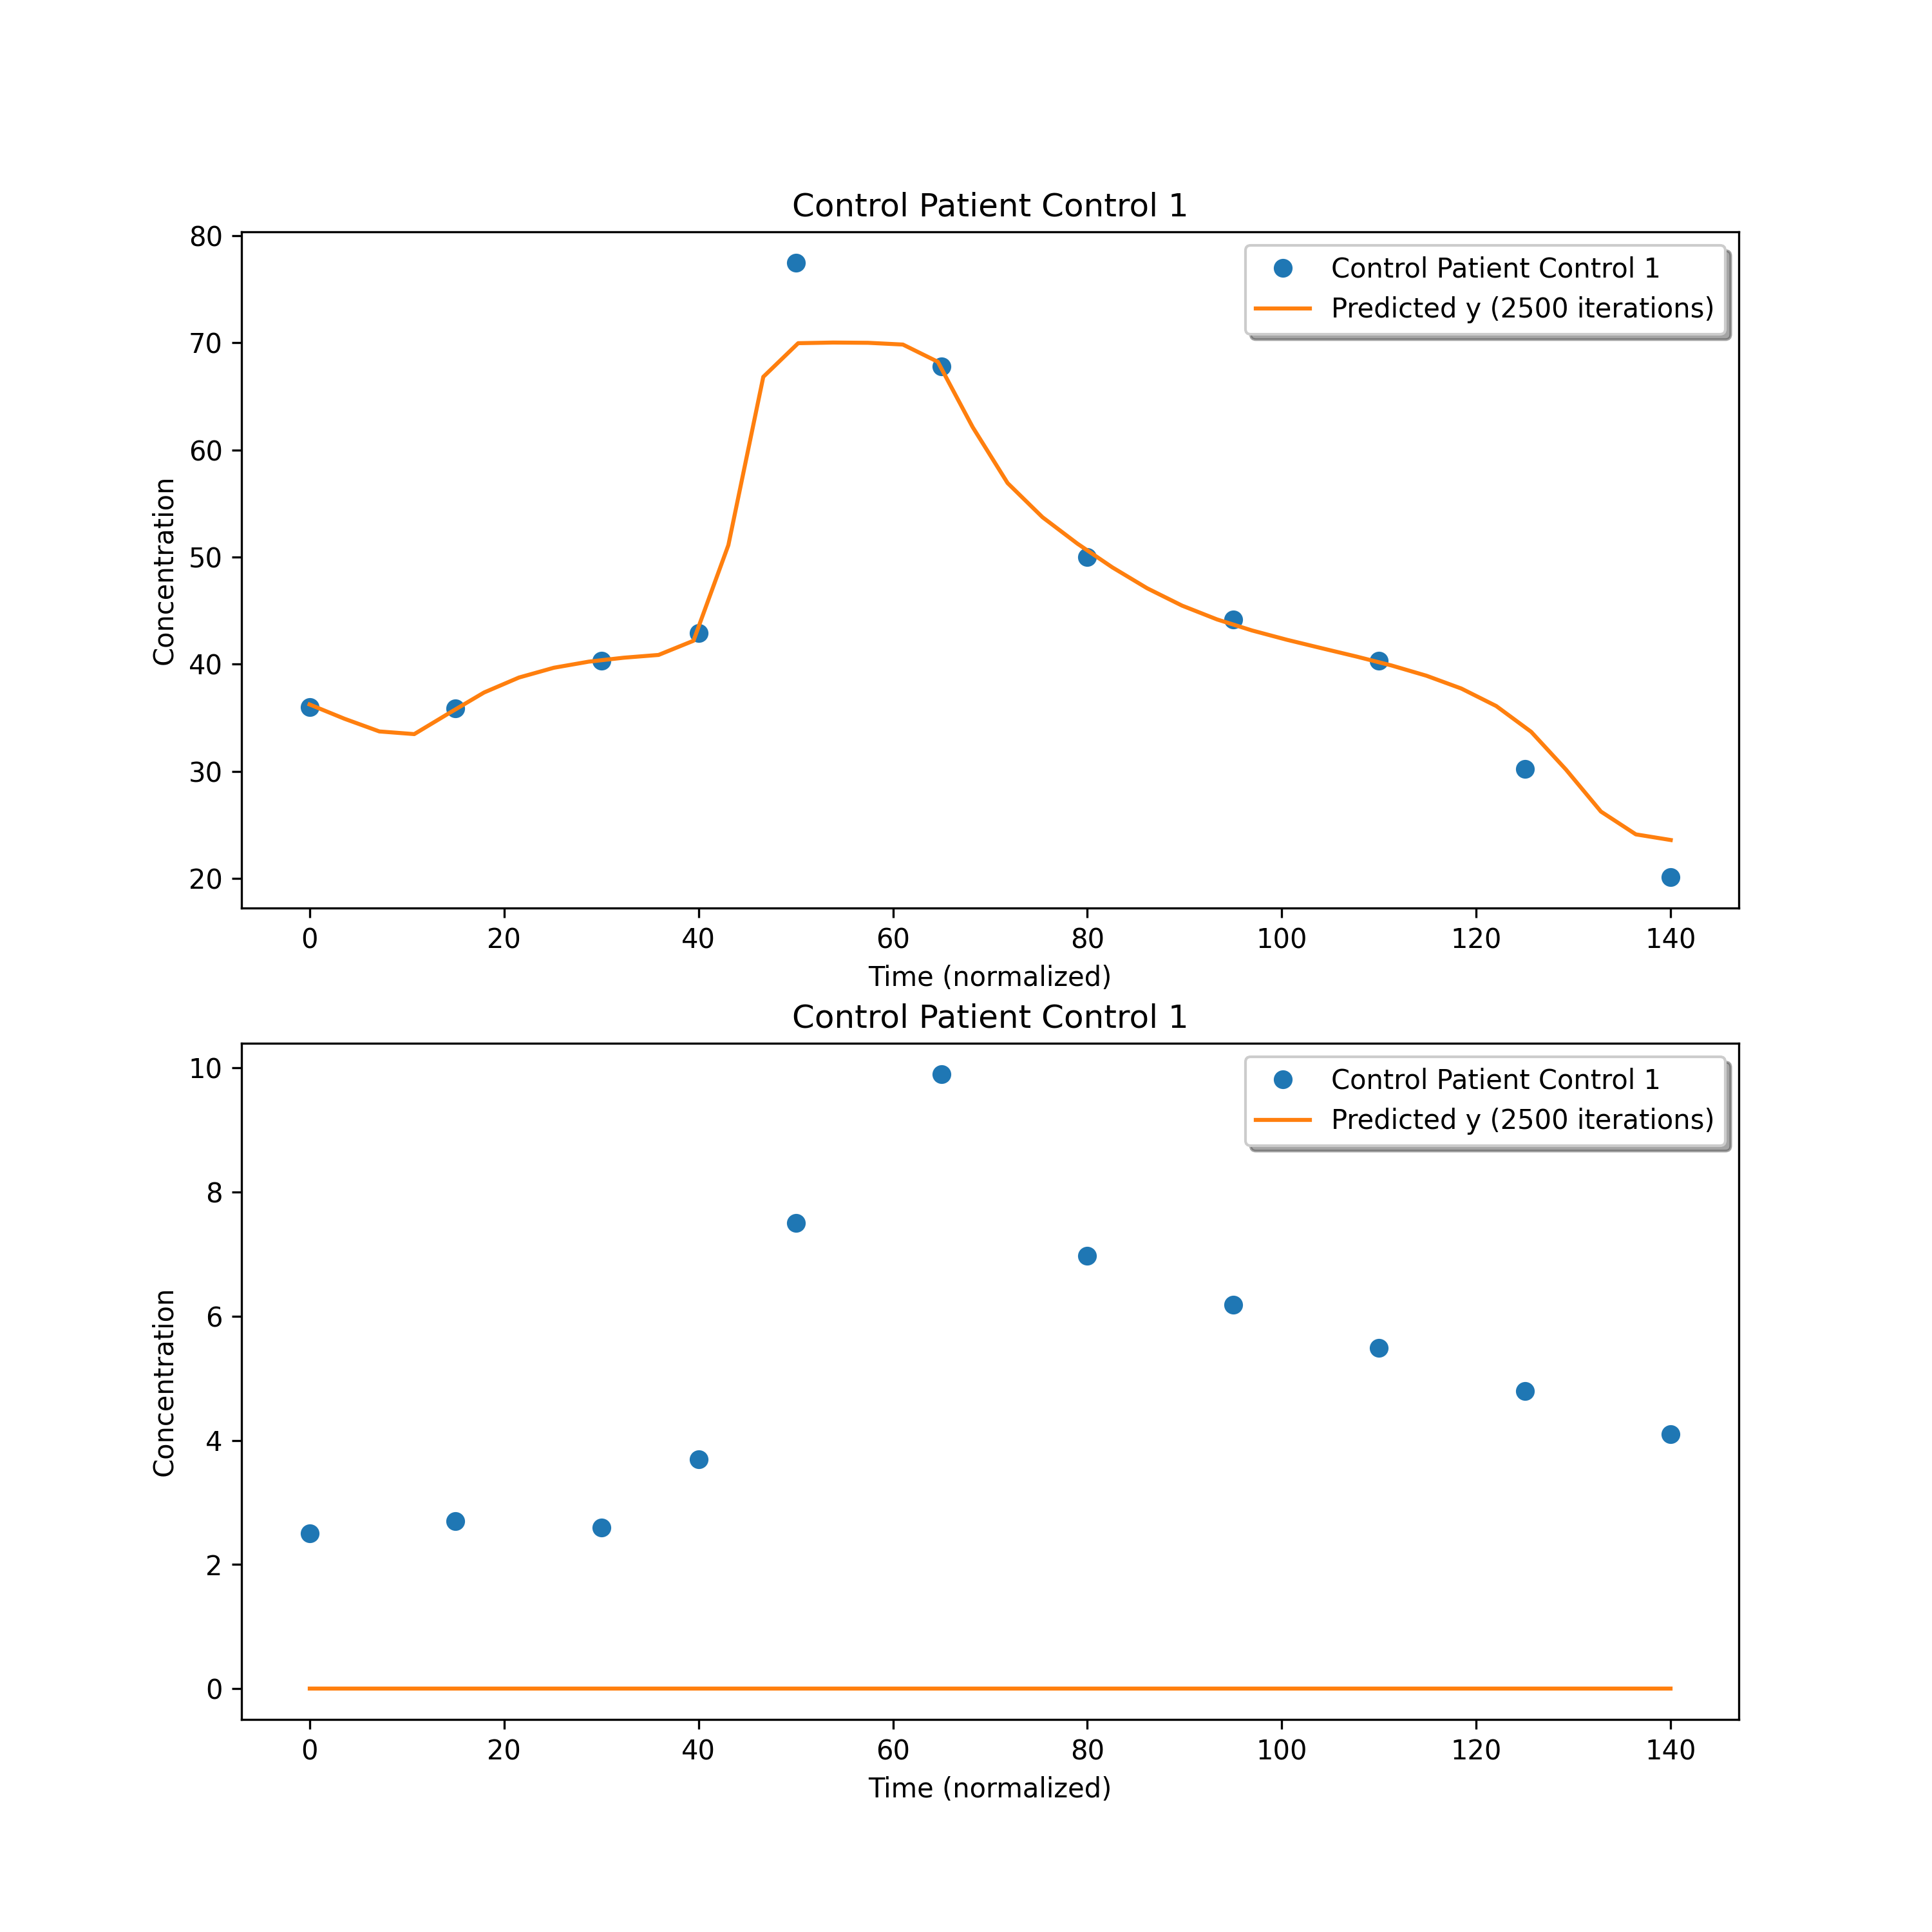 Control Patient Control 1
80
70
60
50
40
30
20
Concentration
Control Patient Control 1
Predicted y (2500 iterations)
0 20 40 60 80 100 120 140
Time (normalized)
Control Patient Control 1
10
8
6
4
2
0
Concentration
Control Patient Control 1
Predicted y (2500 iterations)
0 20 40 60 80 100 120 140
Time (normalized)